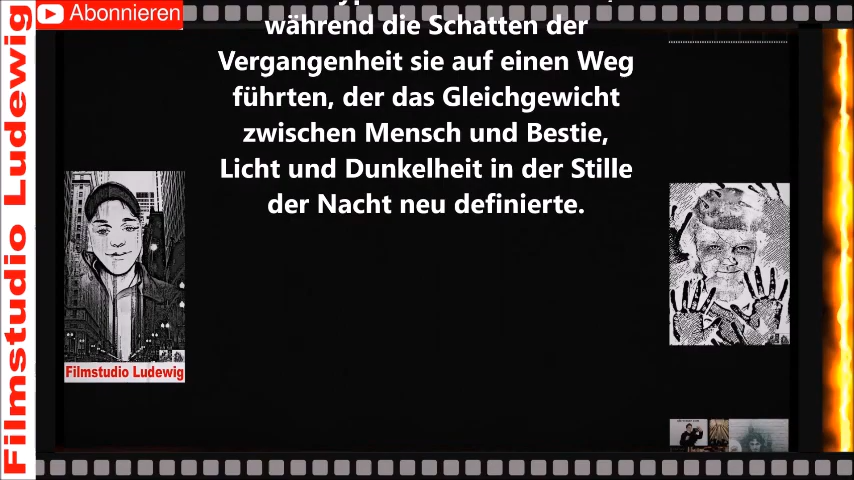 Filmstudio Ludewig
Abonnieren
während die Schatten der
Vergangenheit sie auf einen Weg
führten, der das Gleichgewicht
zwischen Mensch und Bestie,
Licht und Dunkelheit in der Stille
der Nacht neu definierte.
Filmstudio Ludewig